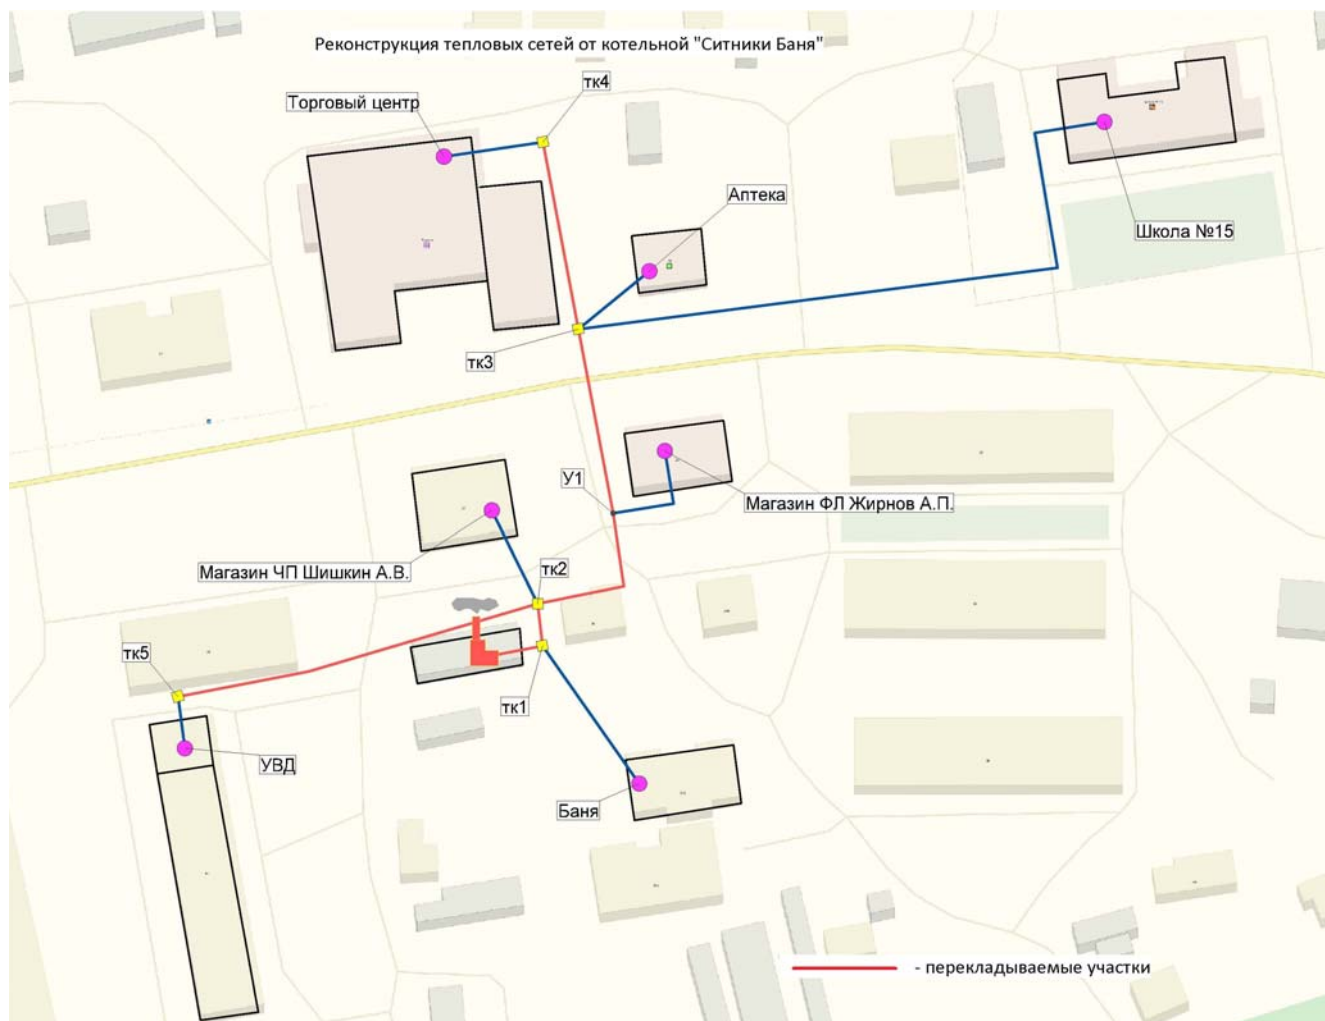 Реконструкция тепловых сетей от котельной "Ситники Баня"
тк4
Торговый центр
Аптека
Школа №15
тк3
У1
Магазин ФЛ Жирнов А.П.
Магазин ЧП Шишкин А.В.
тк2
тк5
тк1
УВД
Баня
- перекладываемые участки